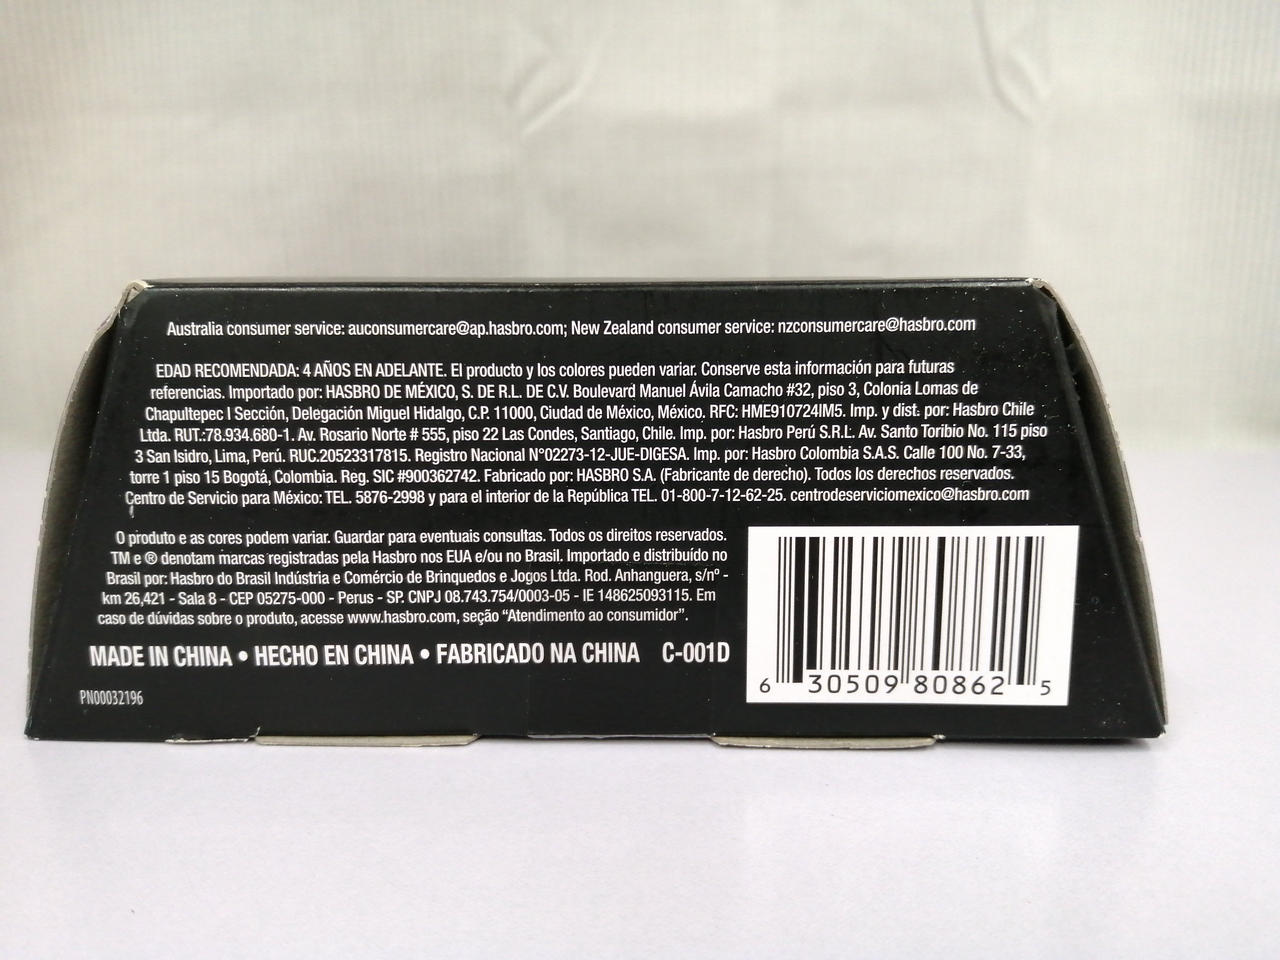 Australia consumer service: auconsumercare@ap.hasbro.com; New Zealand consumer service: nzconsumercare@hasbro.com
EDAD RECOMENDADA: 4 AÑOS EN ADELANTE. El producto y los colores pueden variar. Conserve esta información para futuras
referencias. Importado por: HASBRO DE MÉXICO, S. DE R.L. DE C.V. Boulevard Manuel Ávila Camacho #32, piso 3, Colonia Lomas de
Chapultepec I Sección, Delegación Miguel Hidalgo, C.P. 11000, Ciudad de México, México. RFC: HME910724IM5. Imp. y dist. por: Hasbro Chile
Ltda. RUT.:78.934.680-1. Av. Rosario Norte # 555, piso 22 Las Condes, Santiago, Chile. Imp. por: Hasbro Perú S.R.L. Av. Santo Toribio No. 115 piso
3 San Isidro, Lima, Perú. RUC.20523317815. Registro Nacional N°02273-12-JUE-DIGESA. Imp. por: Hasbro Colombia S.A.S. Calle 100 No. 7-33,
torre 1 piso 15 Bogotá, Colombia. Reg. SIC #900362742. Fabricado por: HASBRO S.A. (Fabricante de derecho). Todos los derechos reservados.
Centro de Servicio para México: TEL. 5876-2998 y para el interior de la República TEL. 01-800-7-12-62-25. centrodeserviciomexico@hasbro.com
O produto e as cores podem variar. Guardar para eventuais consultas. Todos os direitos reservados.
TM e ® denotam marcas registradas pela Hasbro nos EUA e/ou no Brasil. Importado e distribuído no
Brasil por: Hasbro do Brasil Indústria e Comércio de Brinquedos e Jogos Ltda. Rod. Anhanguera, s/nº -
km 26,421 - Sala 8 - CEP 05275-000 - Perus - SP. CNPJ 08.743.754/0003-05 - IE 148625093115. Em
caso de dúvidas sobre o produto, acesse www.hasbro.com, seção “Atendimento ao consumidor”.
MADE IN CHINA • HECHO EN CHINA • FABRICADO NA CHINA C-001D
PN00032196
6 30509 80862 5